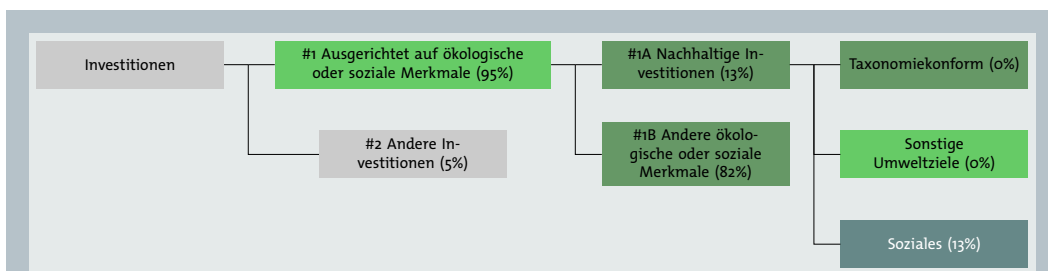 Investitionen
#1 Ausgerichtet auf ökologische
oder soziale Merkmale (95%)
#1A Nachhaltige In-
vestitionen (13%)
Taxonomiekonform (0%)
#2 Andere In-
vestitionen (5%)
#1B Andere ökolo-
gische oder soziale
Merkmale (82%)
Sonstige
Umweltziele (0%)
Soziales (13%)